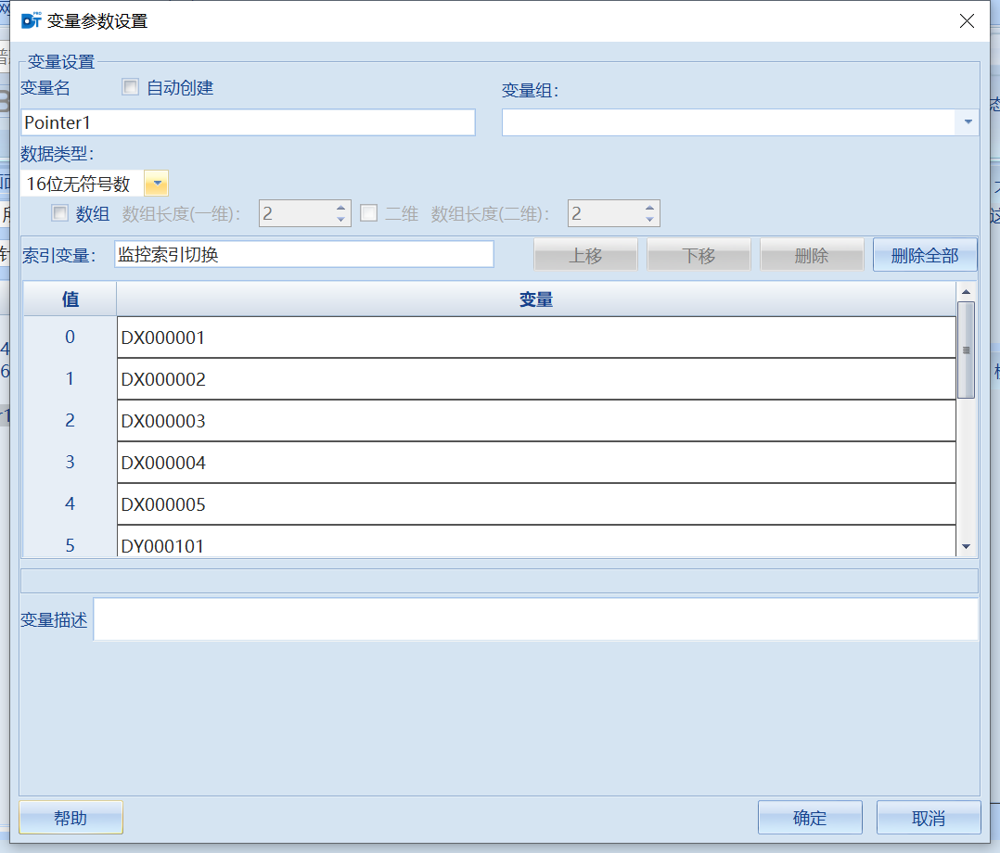 变量参数设置
变量设置
变量名 自动创建 变量组:
Pointer1
数据类型:
16位无符号数
数组 数组长度(一维): 2 二维 数组长度(二维): 2
索引变量: 监控索引切换 上移 下移 删除 删除全部
值 变量
0 DX000001
1 DX000002
2 DX000003
3 DX000004
4 DX000005
5 DY000101
变量描述
帮助 确定 取消